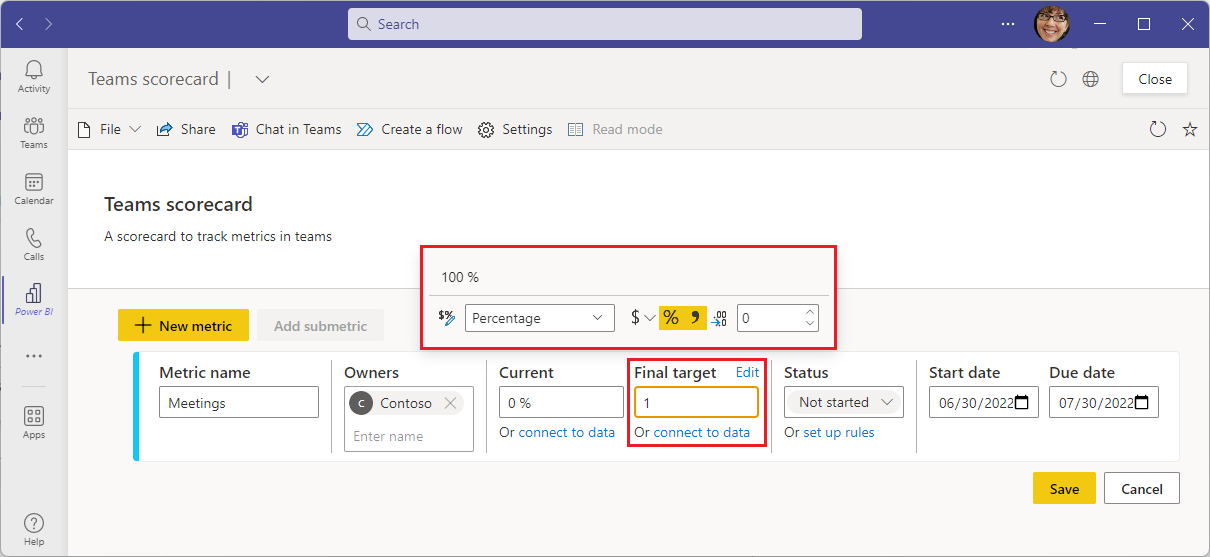 Search
Activity
Teams
Calendar
Calls
Power BI
Apps
Help
Teams scorecard |
Close
File
Share
Chat in Teams
Create a flow
Settings
Read mode
Teams scorecard
A scorecard to track metrics in teams
100 %
$%
Percentage
$
%
,
.00
0
New metric
Add submetric
Metric name
Meetings
Owners
C Contoso
Enter name
Current
0 %
Or connect to data
Final target Edit
1
Or connect to data
Status
Not started
Or set up rules
Start date
06/30/2022
Due date
07/30/2022
Save
Cancel